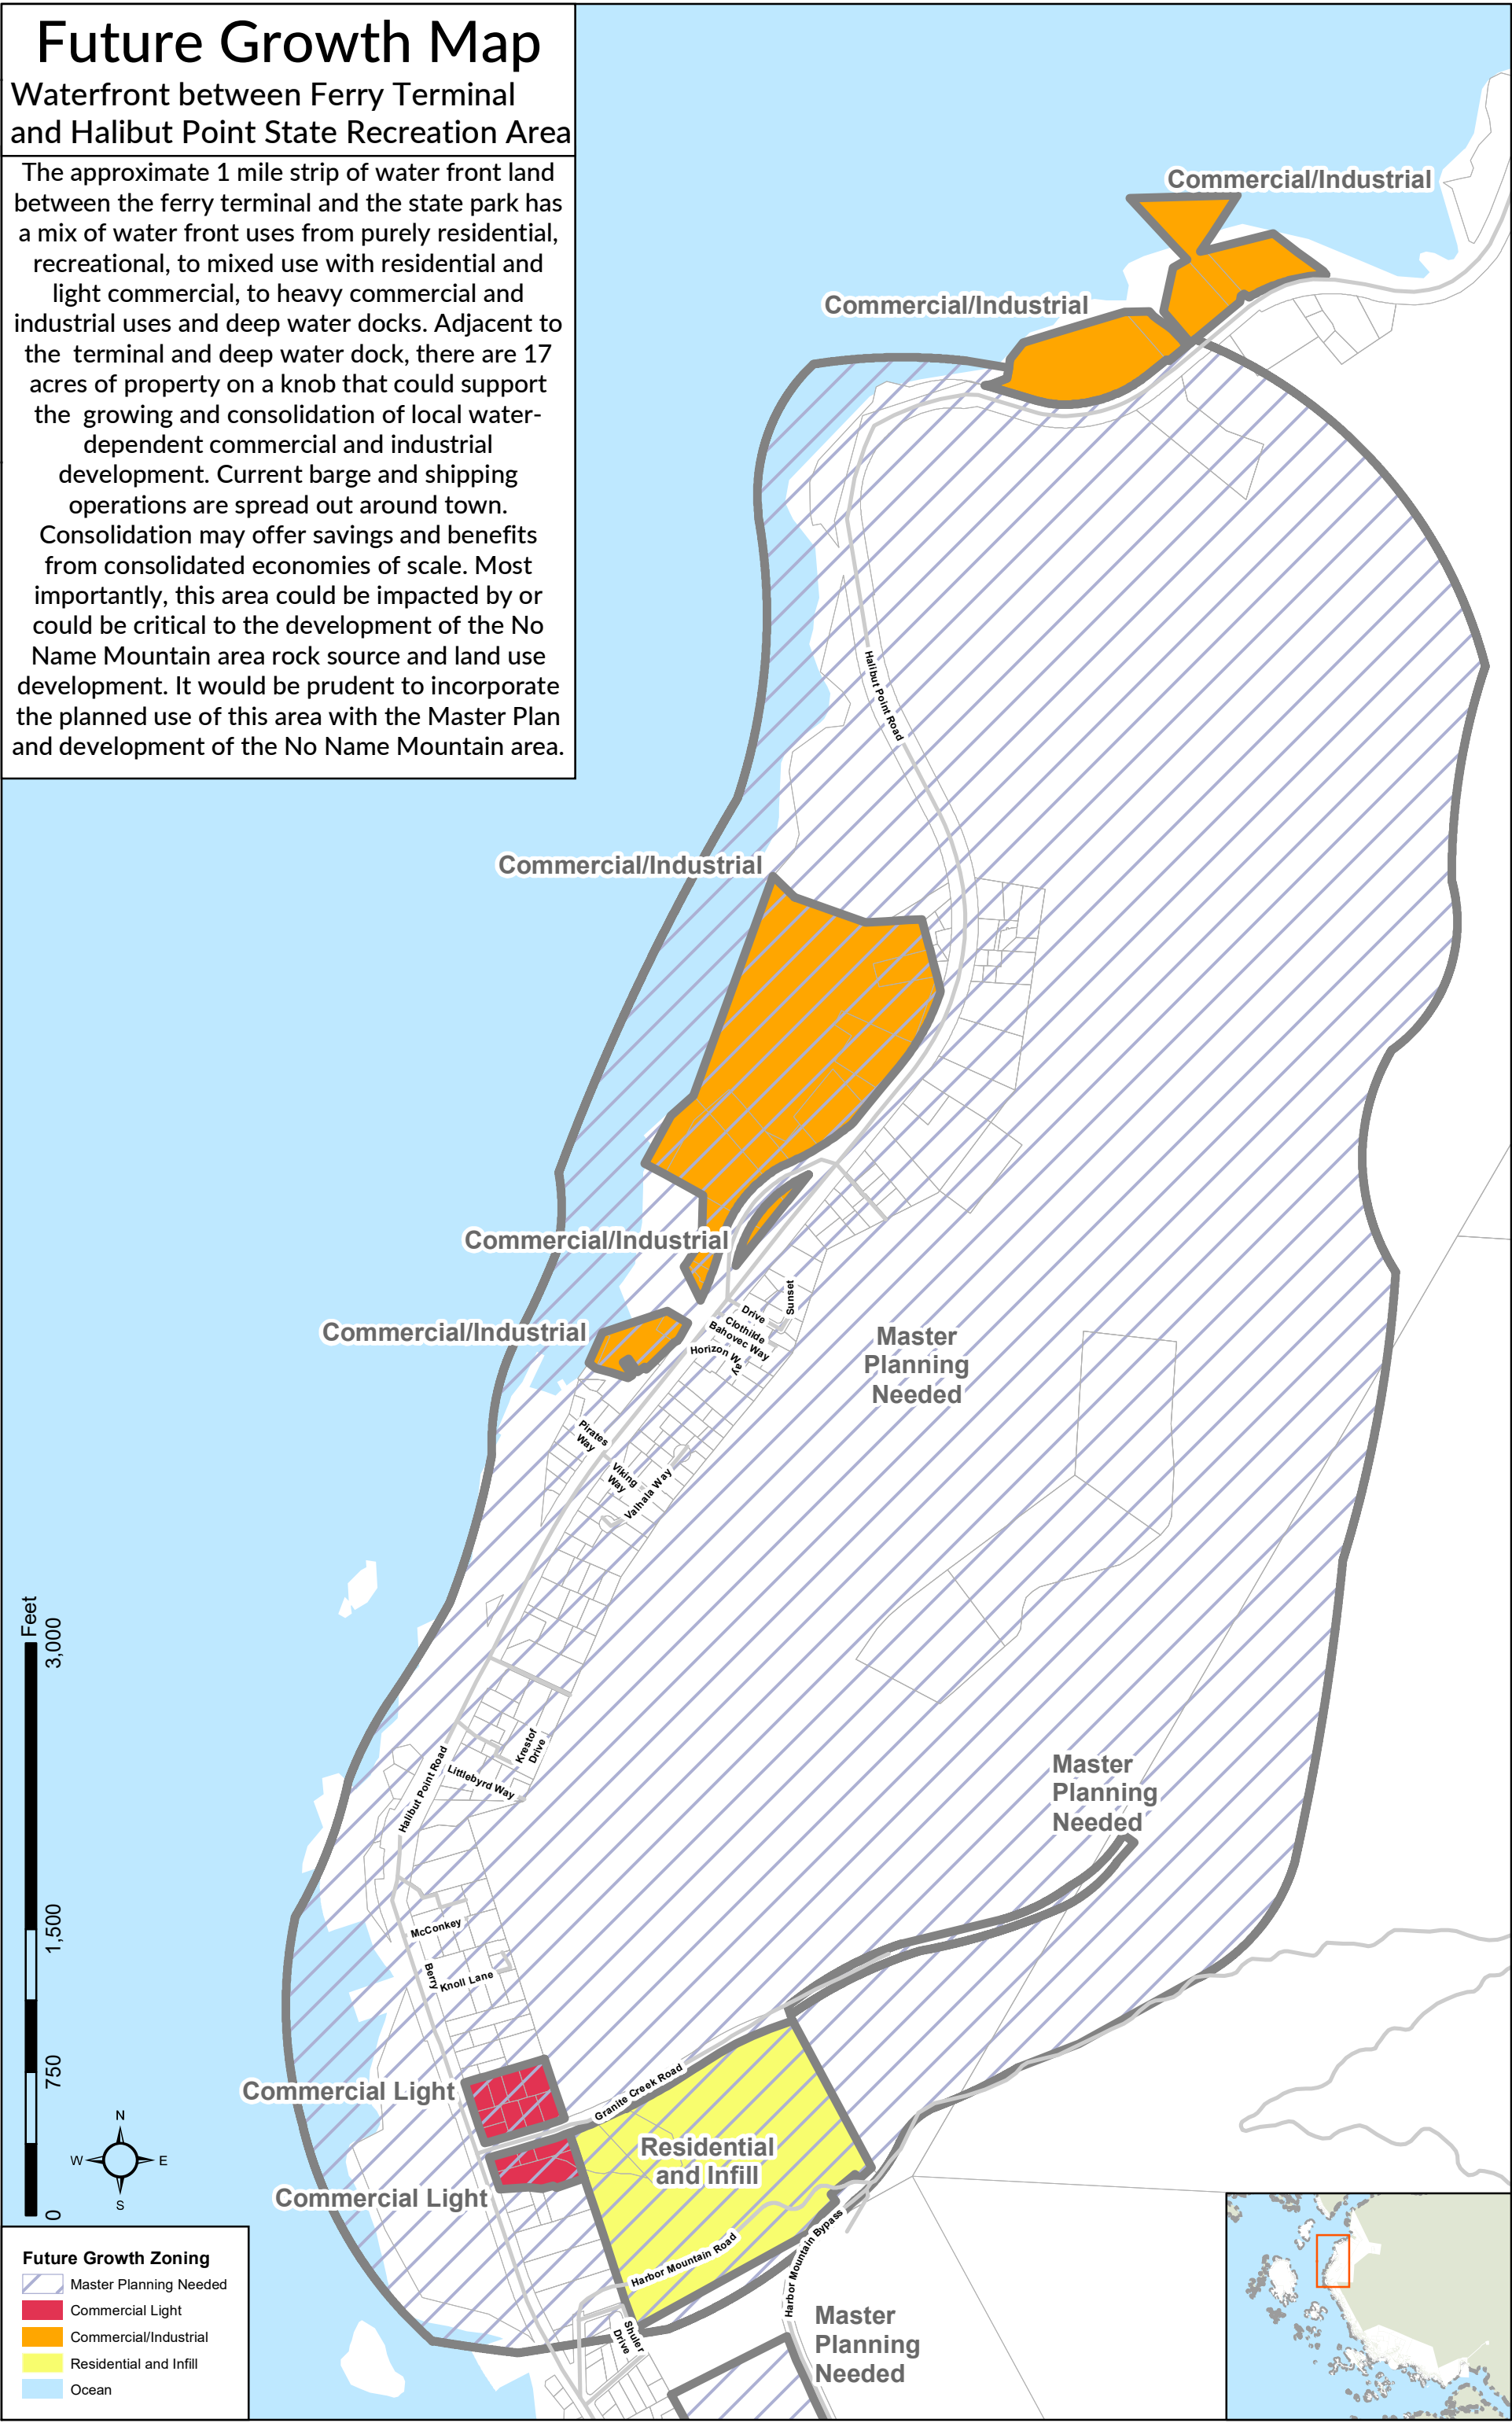 Future Growth Map
Waterfront between Ferry Terminal
and Halibut Point State Recreation Area
The approximate 1 mile strip of water front land
between the ferry terminal and the state park has
a mix of water front uses from purely residential,
recreational, to mixed use with residential and
light commercial, to heavy commercial and
industrial uses and deep water docks. Adjacent to
the terminal and deep water dock, there are 17
acres of property on a knob that could support
the growing and consolidation of local water-
dependent commercial and industrial
development. Current barge and shipping
operations are spread out around town.
Consolidation may offer savings and benefits
from consolidated economies of scale. Most
importantly, this area could be impacted by or
could be critical to the development of the No
Name Mountain area rock source and land use
development. It would be prudent to incorporate
the planned use of this area with the Master Plan
and development of the No Name Mountain area.
Commercial/Industrial
Commercial/Industrial
Halibut Point Road
Commercial/Industrial
Commercial/Industrial
Commercial/Industrial
Sunset
Drive
Clothilde
Bahovec Way
Horizon Way
Master
Planning
Needed
Pirates
Way
Viking
Way
Valhala Way
Krestof
Drive
Littlebyrd Way
Halibut Point Road
Master
Planning
Needed
McConkey
Berry
Knoll Lane
Commercial Light
Granite Creek Road
Residential
and Infill
Commercial Light
Harbor Mountain Road
Harbor Mountain Bypass
Shuler
Drive
Master
Planning
Needed
Feet
3,000
1,500
750
0
N
W
E
S
Future Growth Zoning
Master Planning Needed
Commercial Light
Commercial/Industrial
Residential and Infill
Ocean